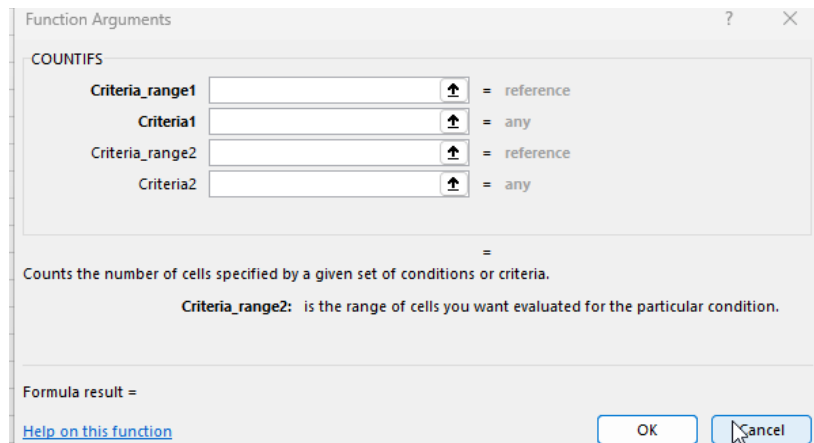 Function Arguments ? ×
COUNTIFS
Criteria_range1 = reference
Criteria1 = any
Criteria_range2 = reference
Criteria2 = any
=
Counts the number of cells specified by a given set of conditions or criteria.
Criteria_range2: is the range of cells you want evaluated for the particular condition.
Formula result =
Help on this function OK Cancel